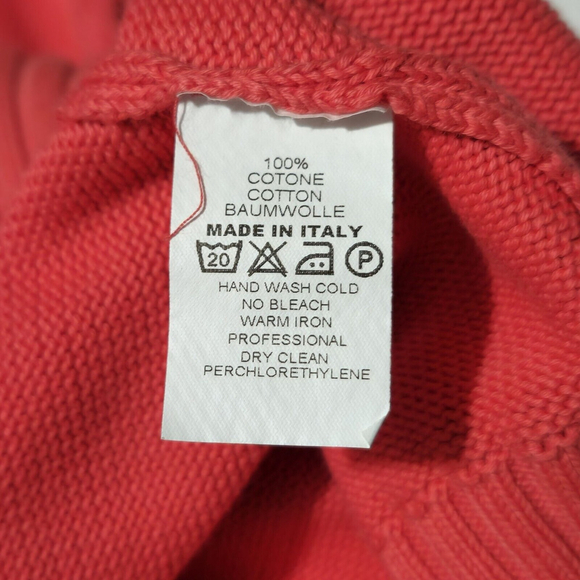 100%
COTONE
COTTON
BAUMWOLLE
MADE IN ITALY
20 P
HAND WASH COLD
NO BLEACH
WARM IRON
PROFESSIONAL
DRY CLEAN
PERCHLORETHYLENE